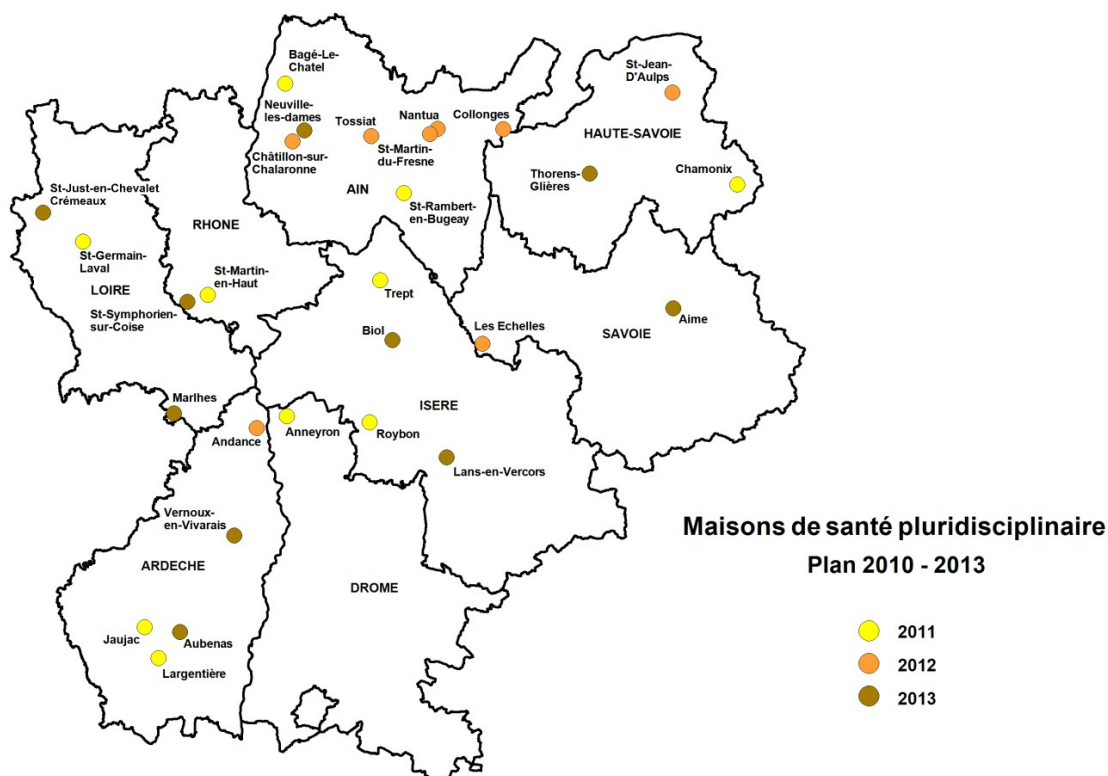 Bagé-Le-
Chatel
Neuville-
les-dames
Châtillon-sur-
Chalaronne
Tossiat
Nantua
St-Martin-
du-Fresne
Collonges
AIN
St-Rambert-
en-Bugeay
St-Jean-
D'Aulps
HAUTE-SAVOIE
Thorens-
Glières
Chamonix
St-Just-en-Chevalet
Crémeaux
St-Germain-
Laval
LOIRE
RHONE
St-Martin-
en-Haut
St-Symphorien-
sur-Coise
Trept
Biol
Les Echelles
SAVOIE
Aime
Marlhes
Andance
Anneyron
ISERE
Roybon
Lans-en-Vercors
Vernoux-
en-Vivarais
ARDECHE
DROME
Jaujac
Aubenas
Largentière
Maisons de santé pluridisciplinaire
Plan 2010 - 2013
2011
2012
2013